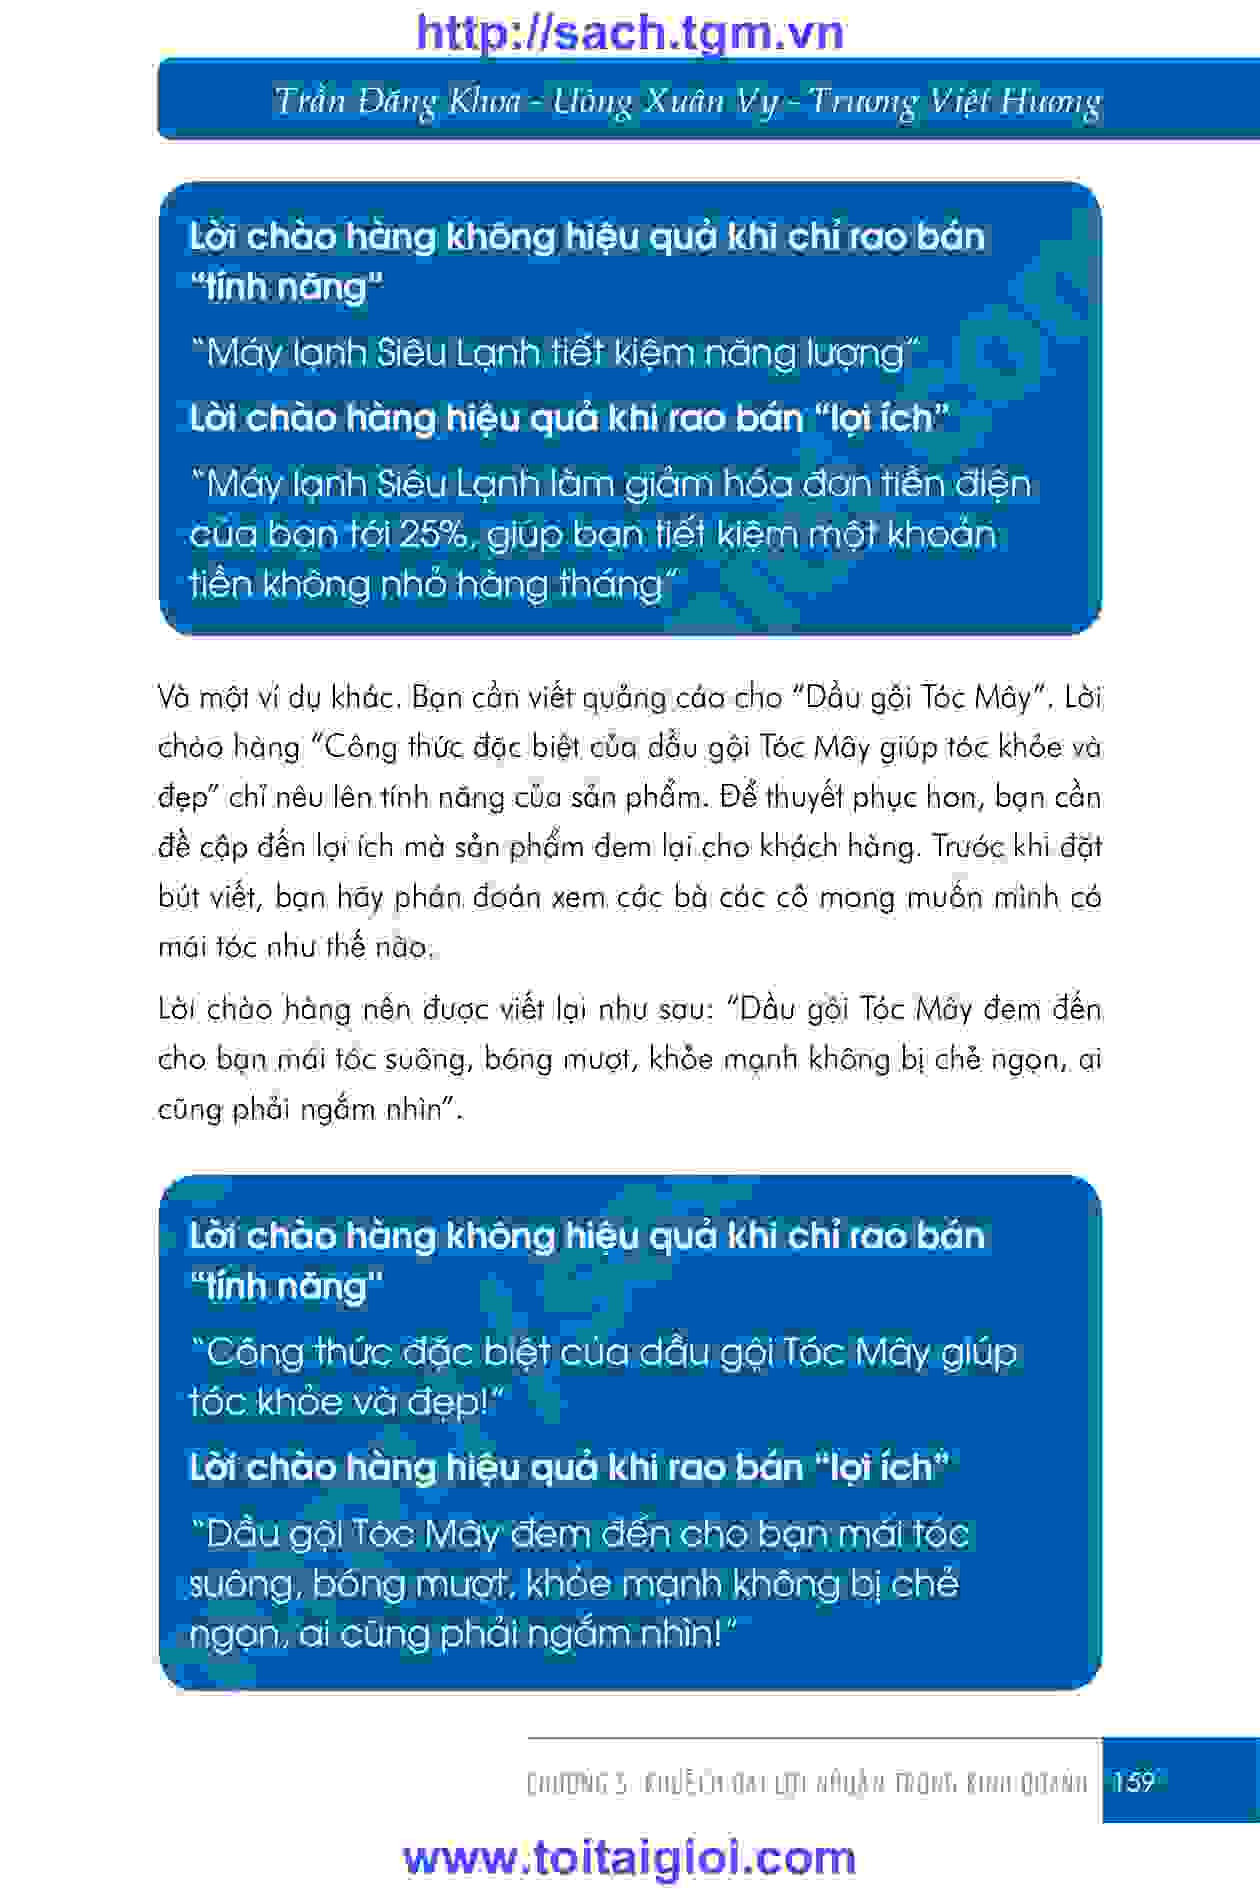 http://sach.tgm.vn
Trần Đăng Khoa - Uông Xuân Vy - Trương Việt Hương
Lời chào hàng không hiệu quả khi chỉ rao bán
“tính năng”
“Máy lạnh Siêu Lạnh tiết kiệm năng lượng”
Lời chào hàng hiệu quả khi rao bán “lợi ích”
“Máy lạnh Siêu Lạnh làm giảm hóa đơn tiền điện
của bạn tới 25%, giúp bạn tiết kiệm một khoản
tiền không nhỏ hàng tháng”
Và một ví dụ khác. Bạn cần viết quảng cáo cho “Dầu gội Tóc Mây”. Lời
chào hàng “Công thức đặc biệt của dầu gội Tóc Mây giúp tóc khỏe và
đẹp” chỉ nêu lên tính năng của sản phẩm. Để thuyết phục hơn, bạn cần
đề cập đến lợi ích mà sản phẩm đem lại cho khách hàng. Trước khi đặt
bút viết, bạn hãy phán đoán xem các bà các cô mong muốn mình có
mái tóc như thế nào.
Lời chào hàng nên được viết lại như sau: “Dầu gội Tóc Mây đem đến
cho bạn mái tóc suông, bóng mượt, khỏe mạnh không bị chẻ ngọn, ai
cũng phải ngắm nhìn”.
Lời chào hàng không hiệu quả khi chỉ rao bán
“tính năng”
“Công thức đặc biệt của dầu gội Tóc Mây giúp
tóc khỏe và đẹp!”
Lời chào hàng hiệu quả khi rao bán “lợi ích”
“Dầu gội Tóc Mây đem đến cho bạn mái tóc
suông, bóng mượt, khỏe mạnh không bị chẻ
ngọn, ai cũng phải ngắm nhìn!”
CHƯƠNG 5: KHUẾCH ĐẠI LỢI NHUẬN TRONG KINH DOANH 159
www.toitaigioi.com